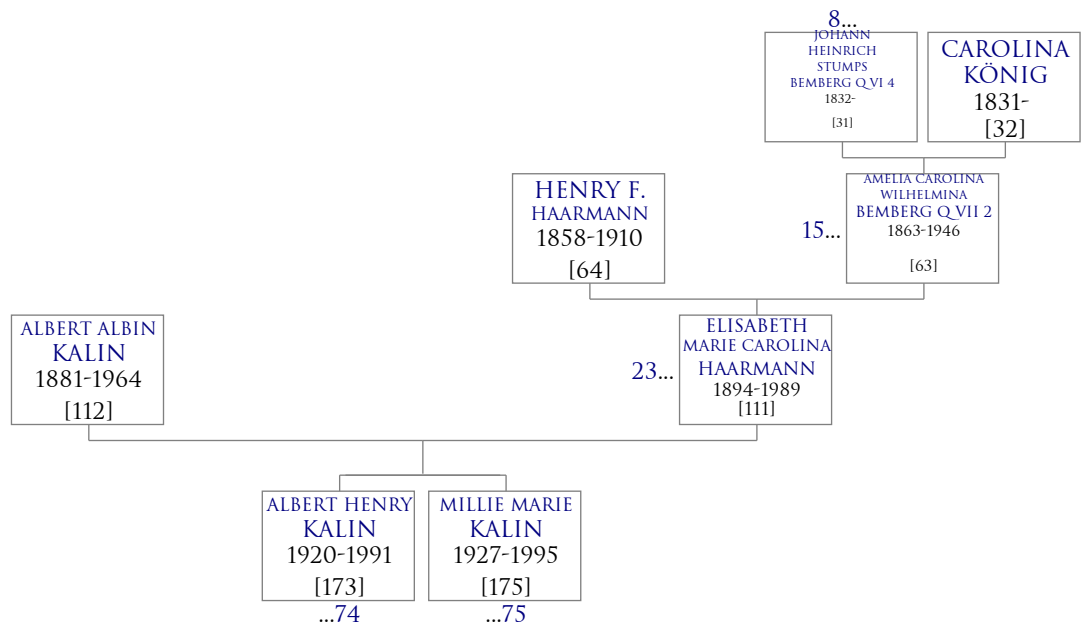 8...
JOHANN
HEINRICH
STUMPS
BEMBERG Q VI 4
1832-
[31]
CAROLINA
KÖNIG
1831-
[32]
HENRY F.
HAARMANN
1858-1910
[64]
15...
AMELIA CAROLINA
WILHELMINA
BEMBERG Q VII 2
1863-1946
[63]
ALBERT ALBIN
KALIN
1881-1964
[112]
23...
ELISABETH
MARIE CAROLINA
HAARMANN
1894-1989
[111]
ALBERT HENRY
KALIN
1920-1991
[173]
...74
MILLIE MARIE
KALIN
1927-1995
[175]
...75